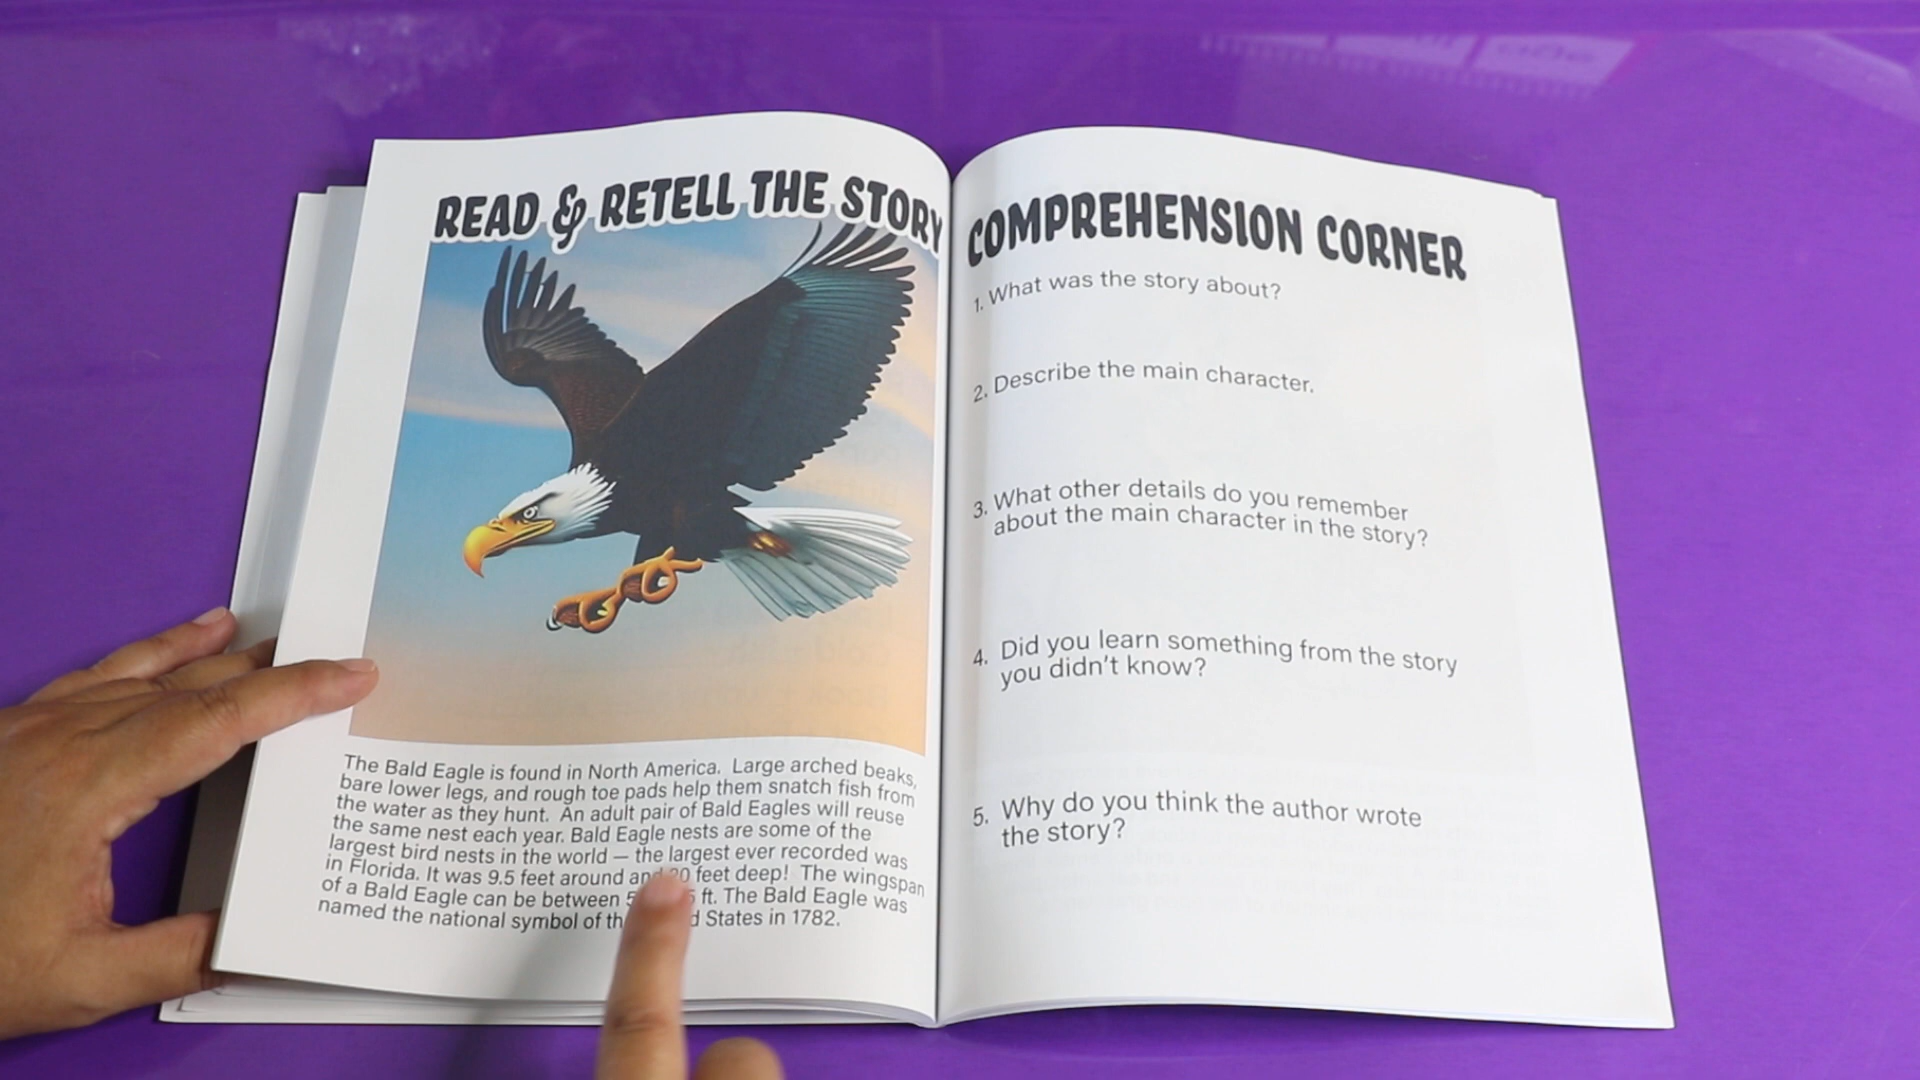 READ & RETELL THE STORY
The Bald Eagle is found in North America. Large arched beaks,
bare lower legs, and rough toe pads help them snatch fish from
the water as they hunt. An adult pair of Bald Eagles will reuse
the same nest each year. Bald Eagle nests are some of the
largest bird nests in the world – the largest ever recorded was
in Florida. It was 9.5 feet around and 20 feet deep! The wingspan
of a Bald Eagle can be between ft. The Bald Eagle was
named the national symbol of States in 1782.
COMPREHENSION CORNER
1. What was the story about?
2. Describe the main character.
3. What other details do you remember
about the main character in the story?
4. Did you learn something from the story
you didn't know?
5. Why do you think the author wrote
the story?